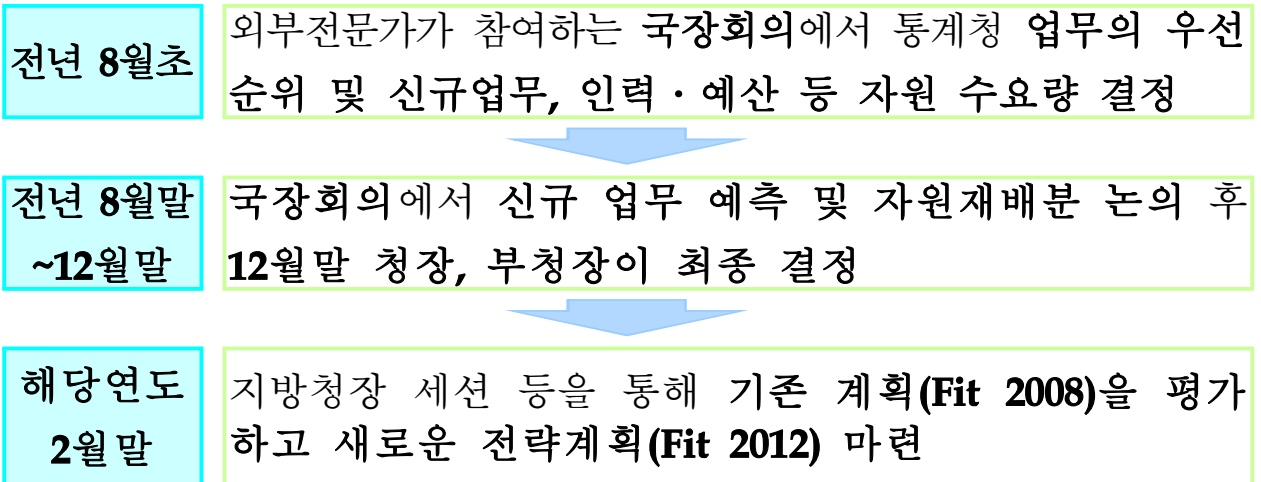 전년 8월초
외부전문가가 참여하는 국장회의에서 통계청 업무의 우선
순위 및 신규업무, 인력·예산 등 자원 수요량 결정
전년 8월말
~12월말
국장회의에서 신규 업무 예측 및 자원재배분 논의 후
12월말 청장, 부청장이 최종 결정
해당연도
2월말
지방청장 세션 등을 통해 기존 계획(Fit 2008)을 평가
하고 새로운 전략계획(Fit 2012) 마련